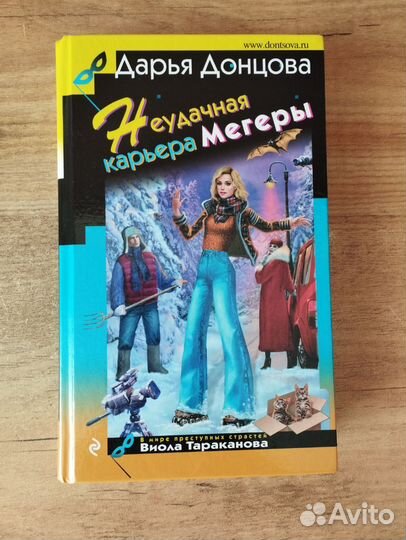 www.dontsova.ru
Дарья Донцова
Неудачная
карьера Мегеры
В мире преступных страстей
Виола Тараканова
Avito